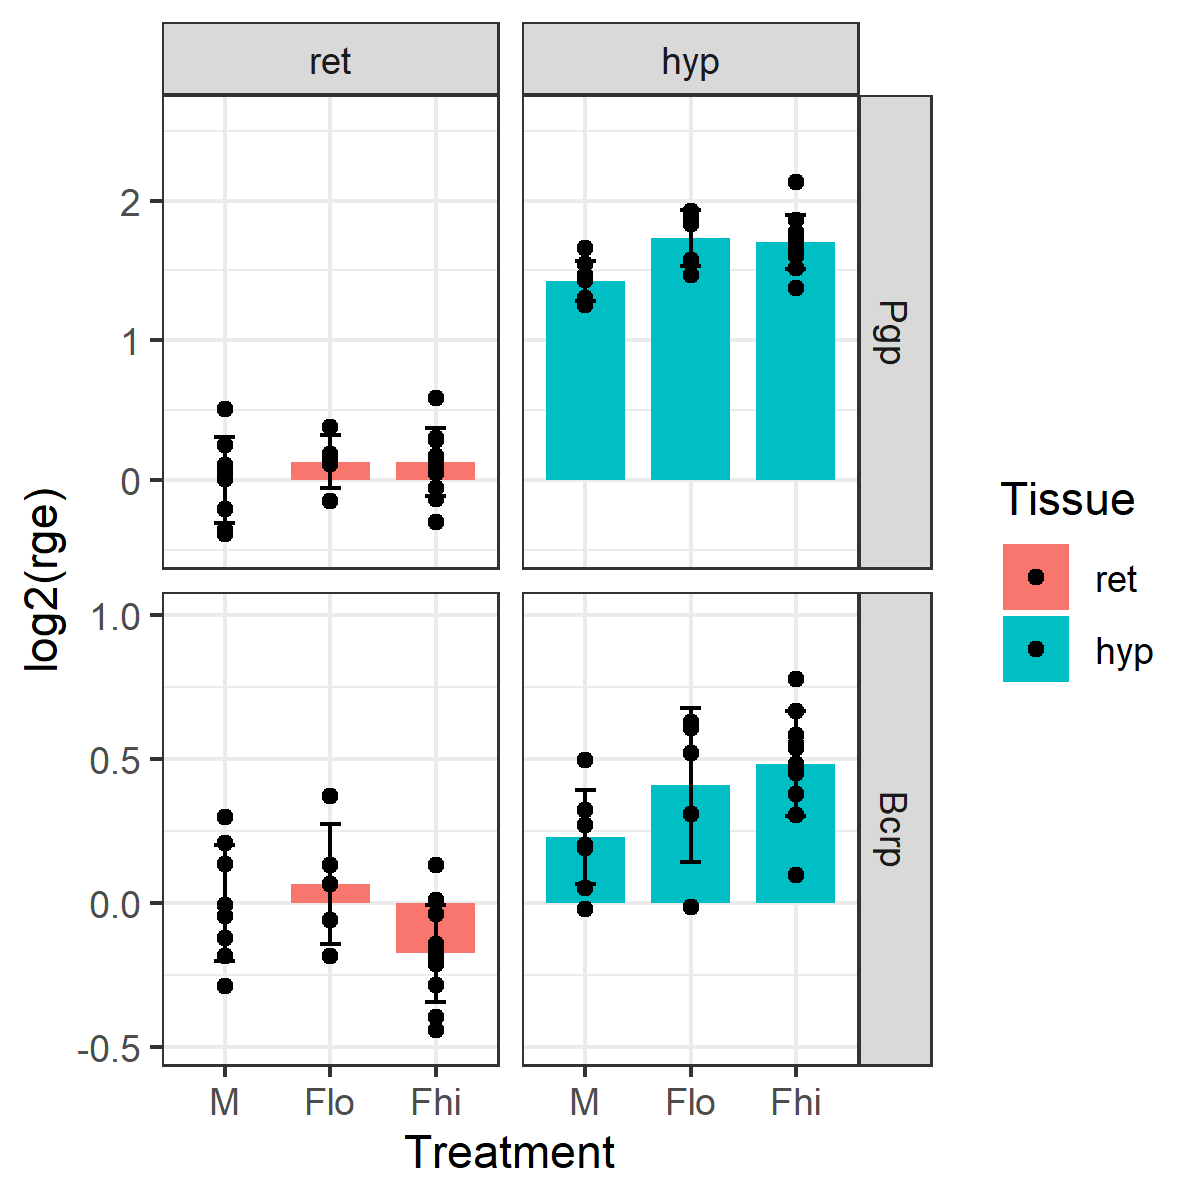 ret
hyp
2
1
0
Pgp
1.0
0.5
0.0
-0.5
Bcrp
log2(rge)
M
Flo
Fhi
M
Flo
Fhi
Treatment
Tissue
ret
hyp